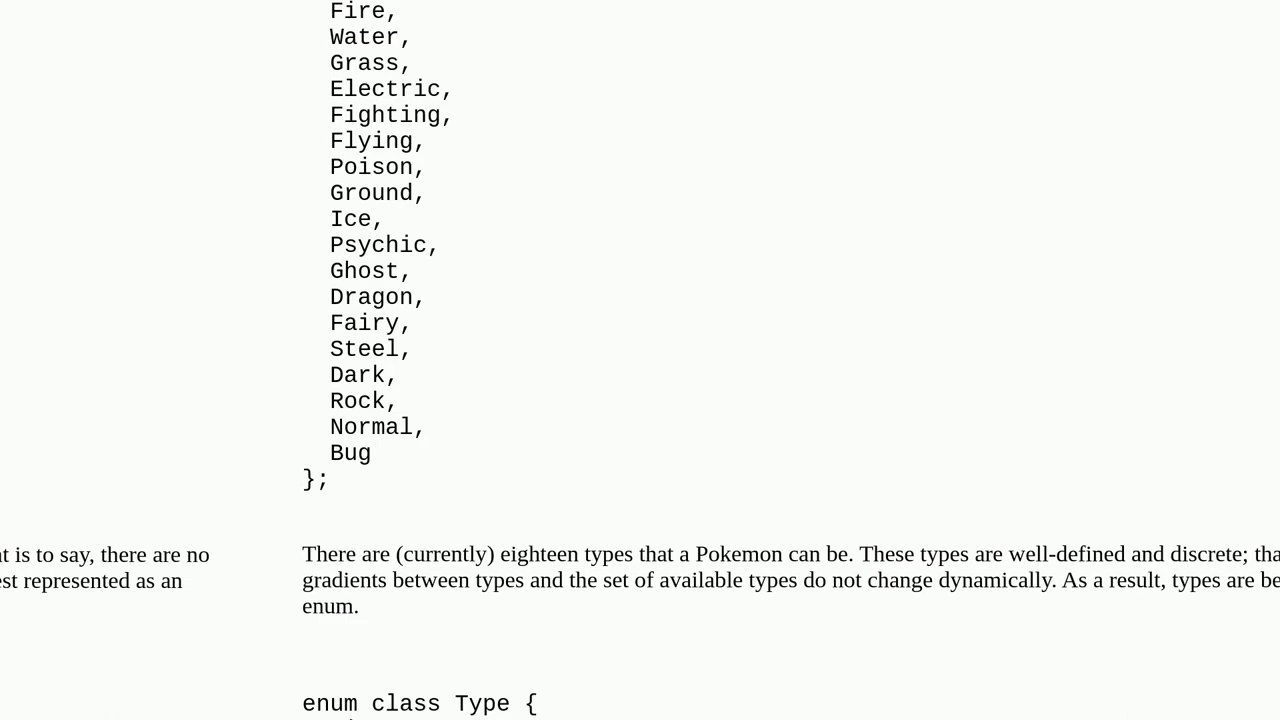 Fire,
Water,
Grass,
Electric,
Fighting,
Flying,
Poison,
Ground,
Ice,
Psychic,
Ghost,
Dragon,
Fairy,
Steel,
Dark,
Rock,
Normal,
Bug
};
is to say, there are no
represented as an
There are (currently) eighteen types that a Pokemon can be. These types are well-defined and discrete;
gradients between types and the set of available types do not change dynamically. As a result, types are
enum.
enum class Type {